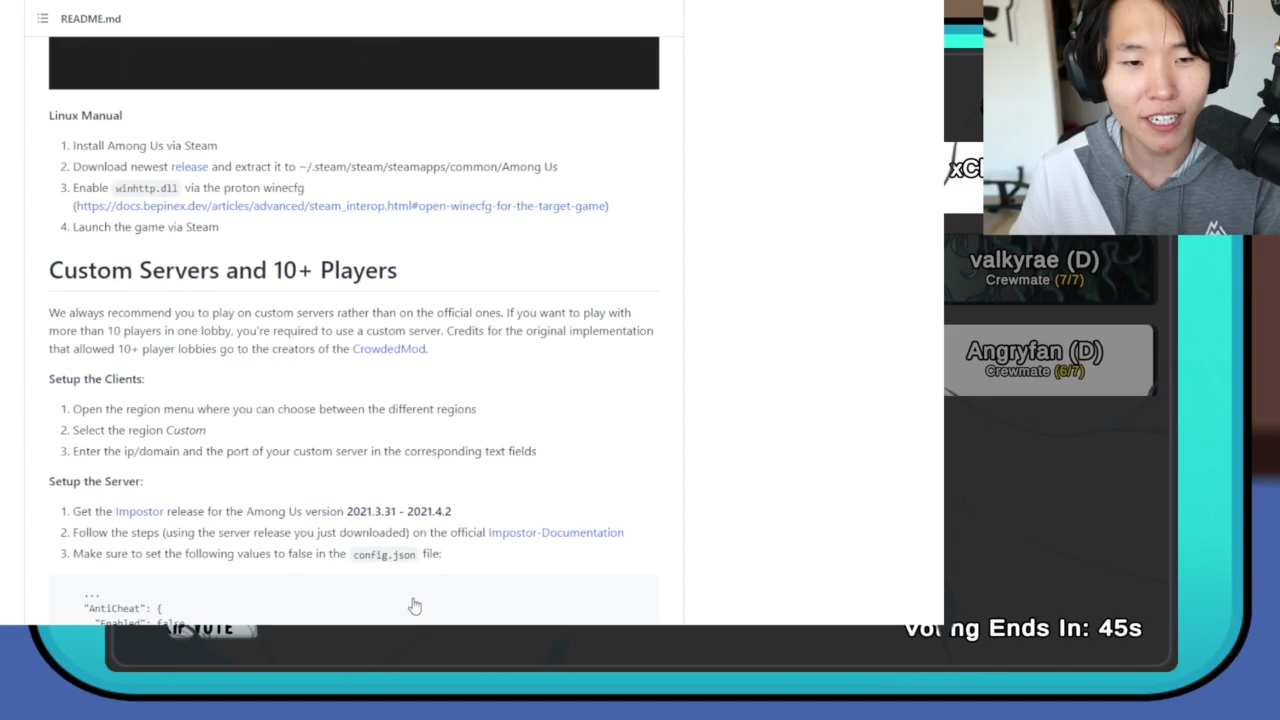 README.md
Linux Manual
1. Install Among Us via Steam
2. Download newest release and extract it to ~/.steam/steam/steamapps/common/Among Us
3. Enable winhttp.dll via the proton winecfg
(https://docs.bepinex.dev/articles/advanced/steam_interop.html#open-winecfg-for-the-target-game)
4. Launch the game via Steam
Custom Servers and 10+ Players
We always recommend you to play on custom servers rather than on the official ones. If you want to play with
more than 10 players in one lobby, you're required to use a custom server. Credits for the original implementation
that allowed 10+ player lobbies go to the creators of the CrowdedMod.
Setup the Clients:
1. Open the region menu where you can choose between the different regions
2. Select the region Custom
3. Enter the ip/domain and the port of your custom server in the corresponding text fields
Setup the Server:
1. Get the Impostor release for the Among Us version 2021.3.31 - 2021.4.2
2. Follow the steps (using the server release you just downloaded) on the official Impostor-Documentation
3. Make sure to set the following values to false in the config.json file:
...
"AntiCheat": {
"Enabled": false
xCl
valkyrae (D)
Crewmate (7/7)
Angryfan (D)
Crewmate (6/7)
VOTE
Voting Ends In: 45s